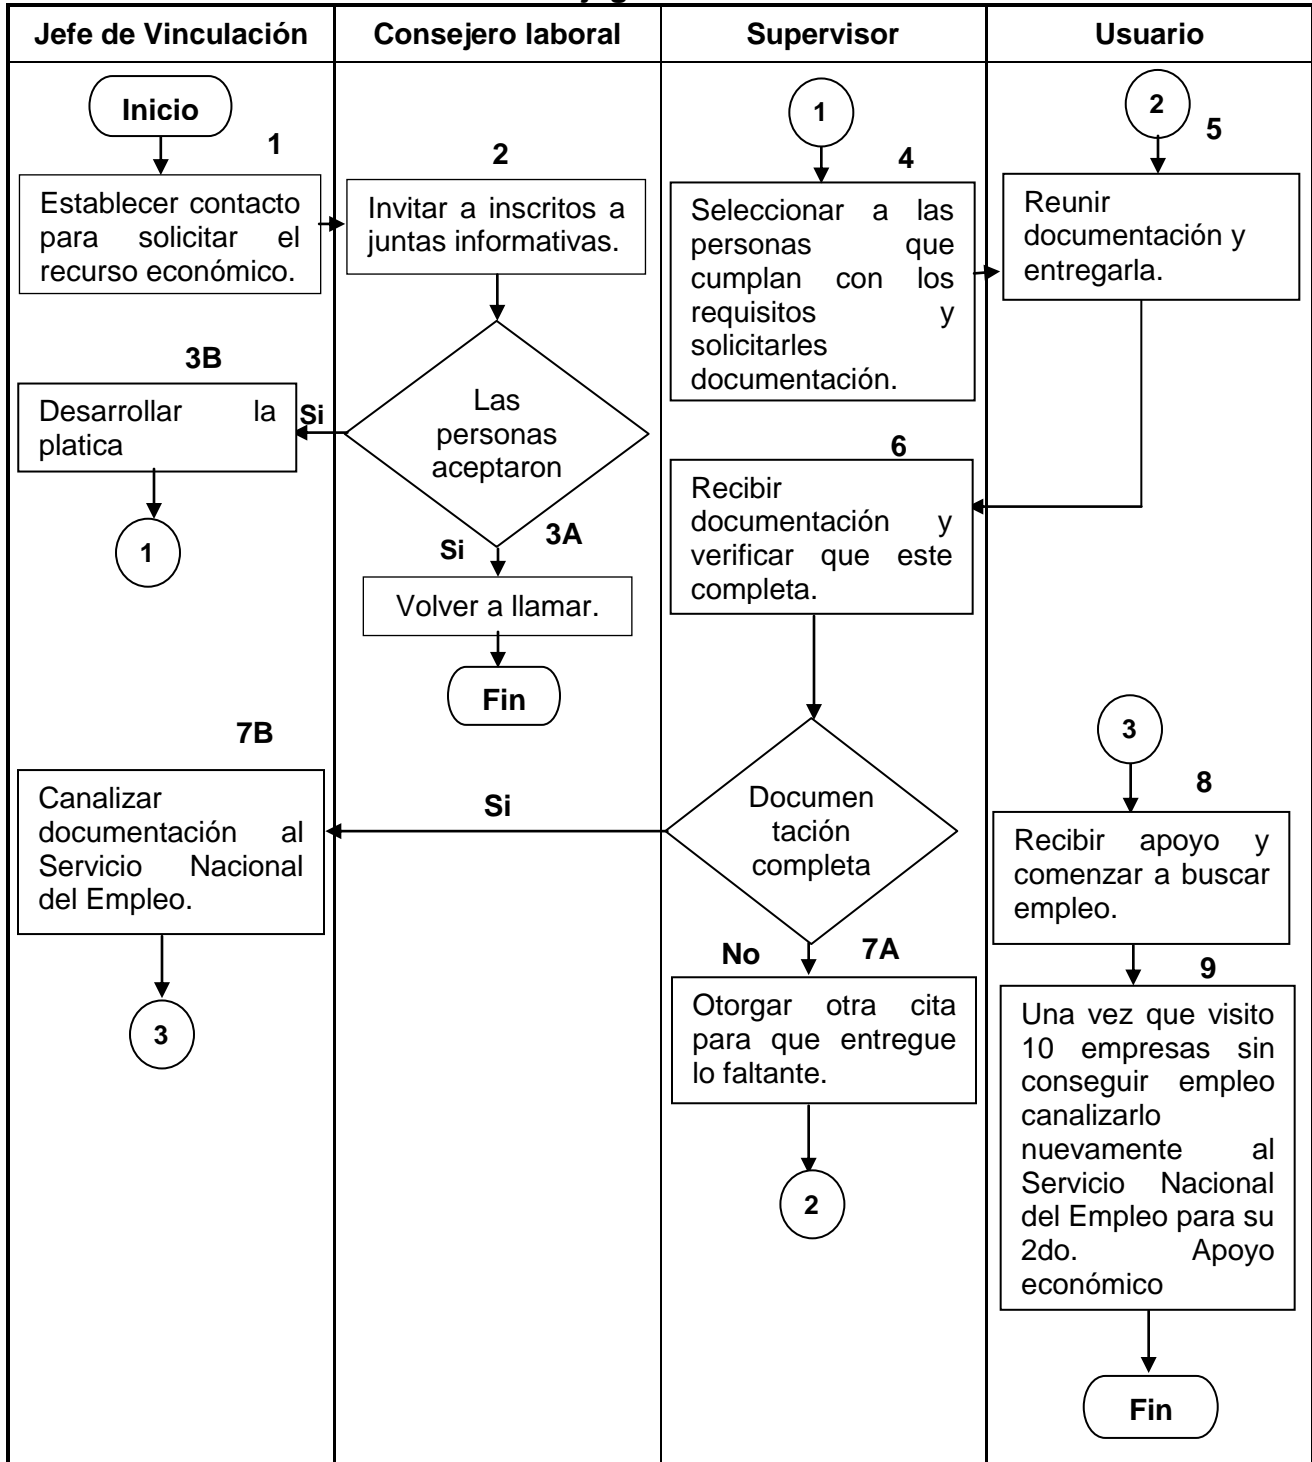 Jefe de Vinculación
Consejero laboral
Supervisor
Usuario
Inicio
1
Establecer contacto
para solicitar el
recurso económico.
3B
Desarrollar la
platica
1
7B
Canalizar
documentación al
Servicio Nacional
del Empleo.
3
2
Invitar a inscritos a
juntas informativas.
Las
personas
aceptaron
Si
3A
Si
Volver a llamar.
Fin
1
4
Seleccionar a las
personas que
cumplan con los
requisitos y
solicitarles
documentación.
6
Recibir
documentación y
verificar que este
completa.
Documen
tación
completa
Si
No
7A
Otorgar otra cita
para que entregue
lo faltante.
2
2
5
Reunir
documentación y
entregarla.
3
8
Recibir apoyo y
comenzar a buscar
empleo.
9
Una vez que visito
10 empresas sin
conseguir empleo
canalizarlo
nuevamente al
Servicio Nacional
del Empleo para su
2do. Apoyo
económico
Fin